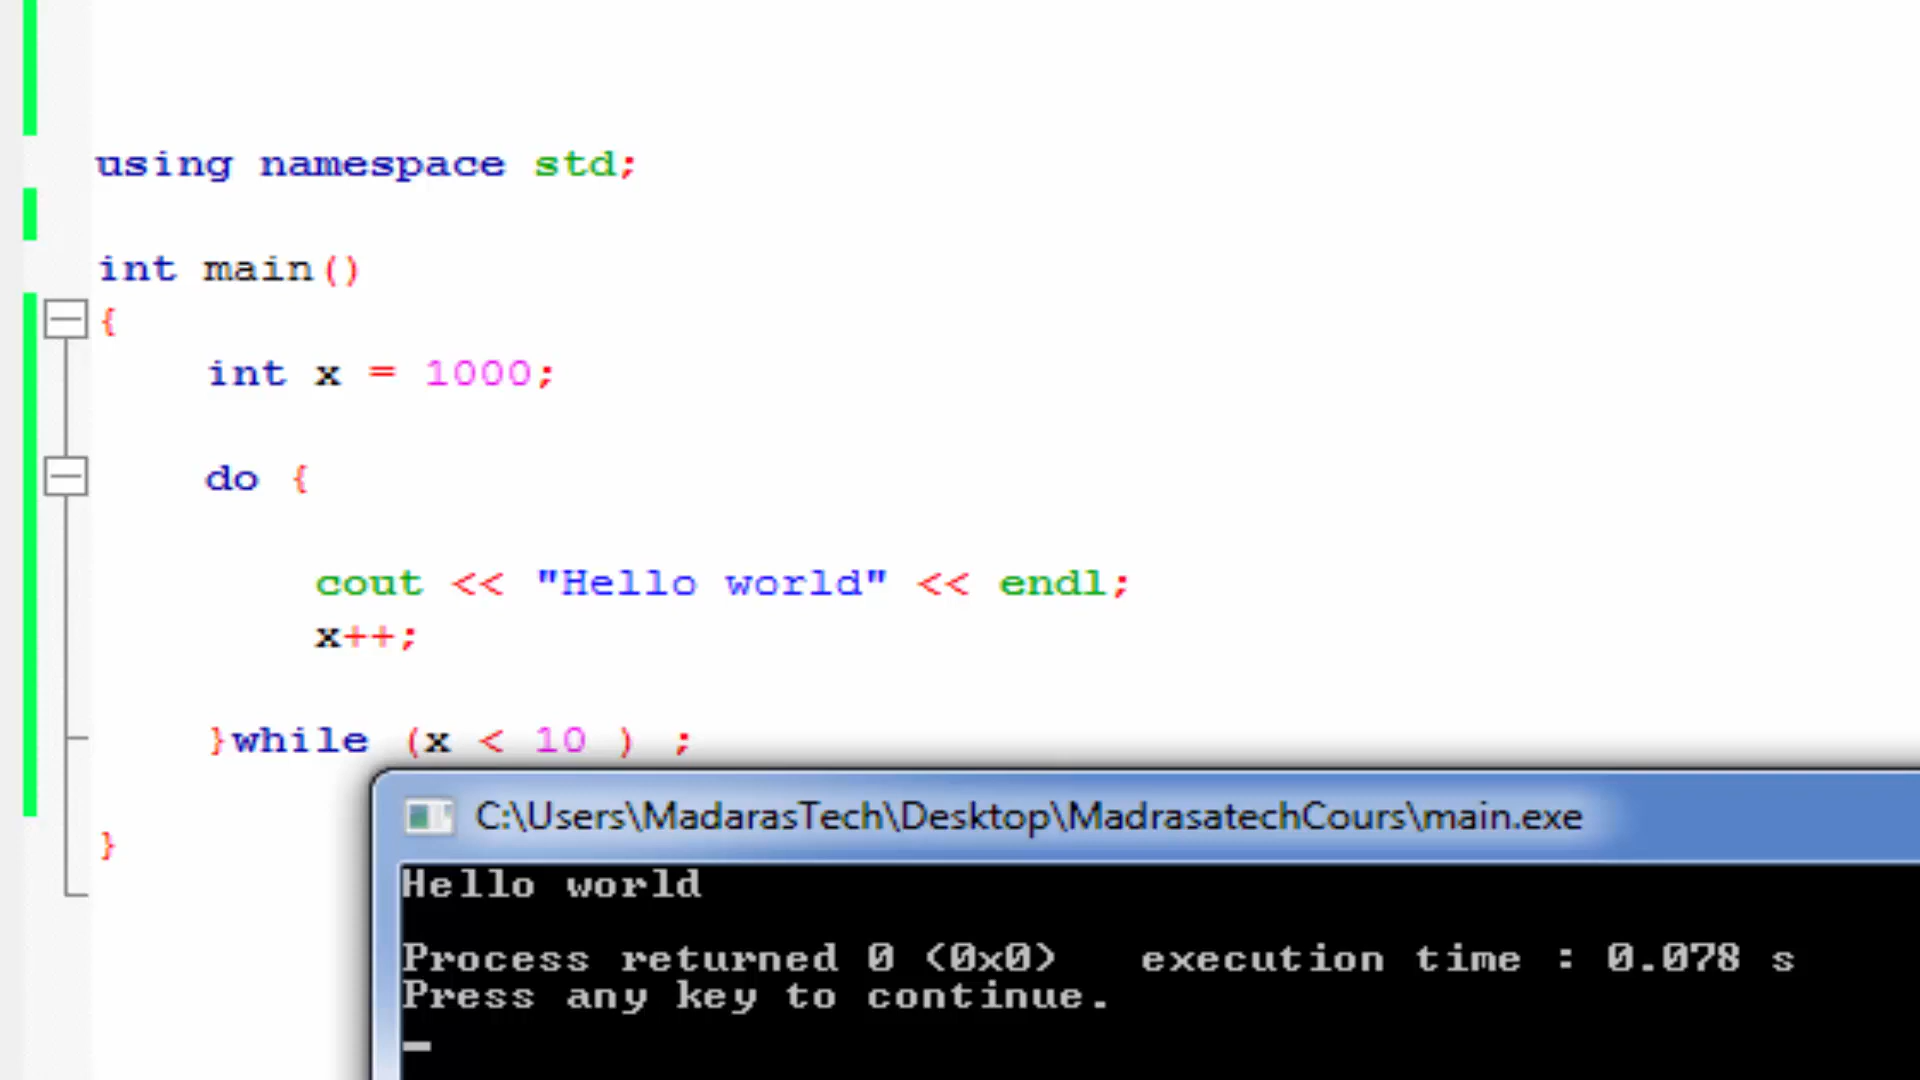 using namespace std;
int main()
{
int x = 1000;
do {
cout << "Hello world" << endl;
x++;
}while (x < 10 ) ;
}
C:\Users\MadarasTech\Desktop\MadrasatechCours\main.exe
Hello world
Process returned 0 (0x0)   execution time : 0.078 s
Press any key to continue.